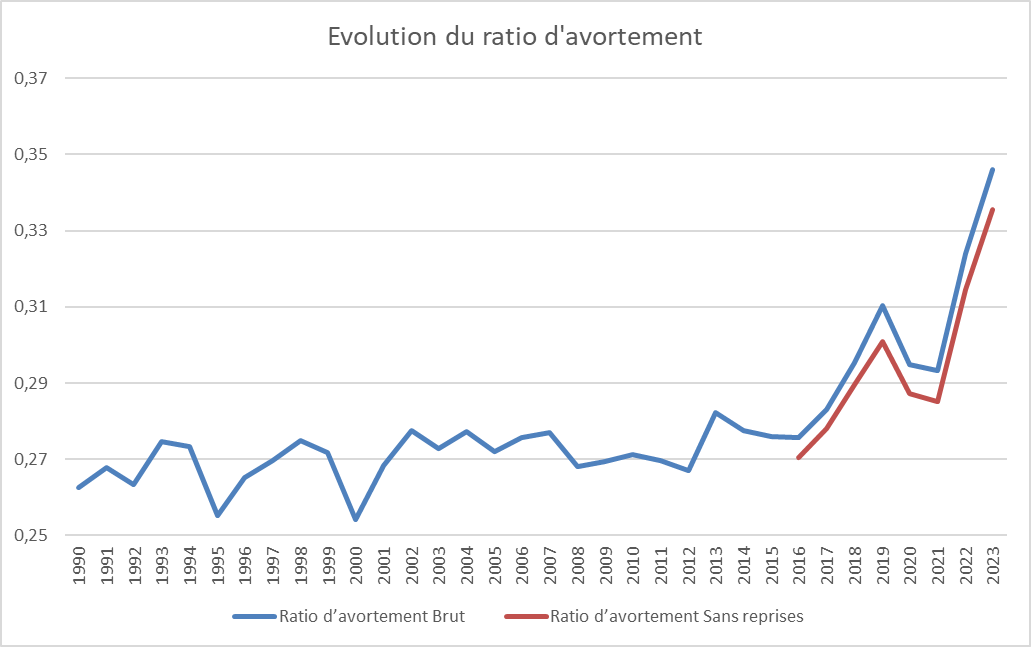 Evolution du ratio d'avortement
0,37
0,35
0,33
0,31
0,29
0,27
0,25
1990 1991 1992 1993 1994 1995 1996 1997 1998 1999 2000 2001 2002 2003 2004 2005 2006 2007 2008 2009 2010 2011 2012 2013 2014 2015 2016 2017 2018 2019 2020 2021 2022 2023
Ratio d’avortement Brut Ratio d’avortement Sans reprises